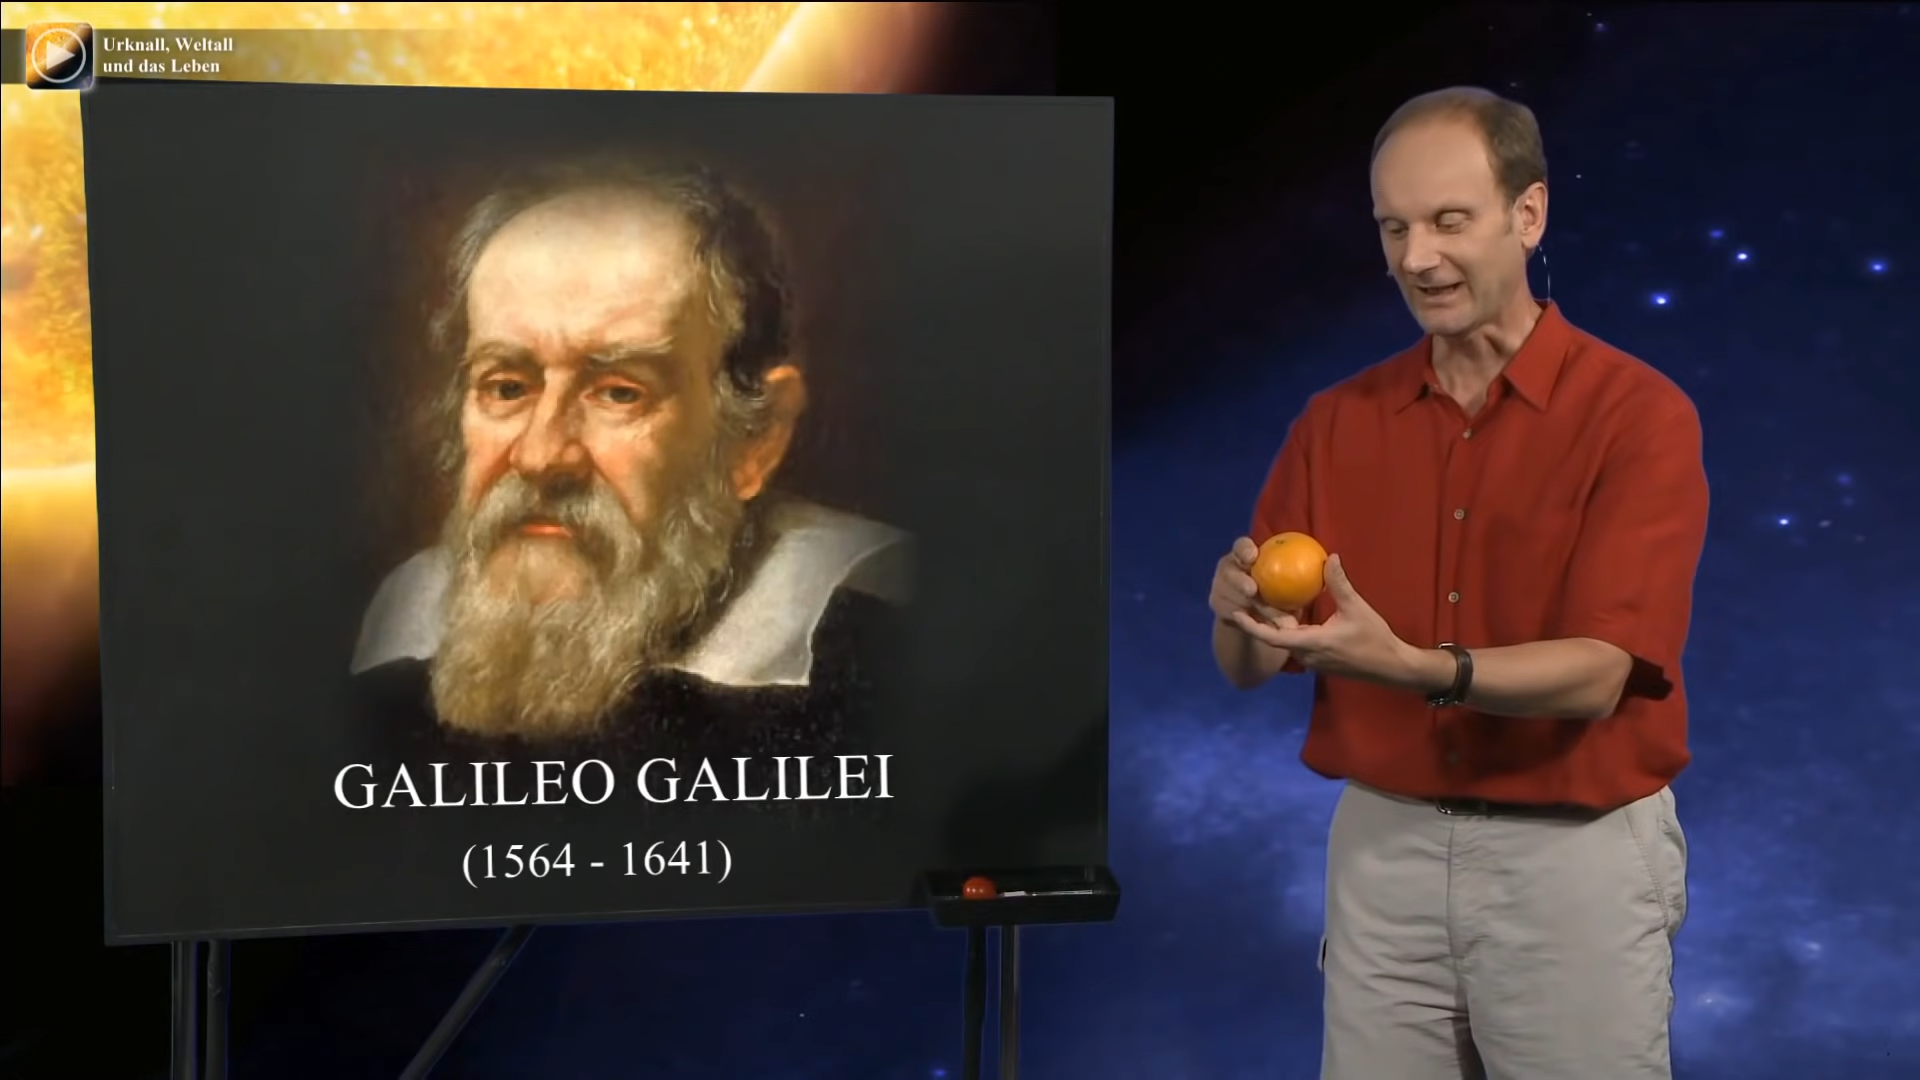 Urknall, Weltall
und das Leben
GALILEO GALILEI
(1564 - 1641)